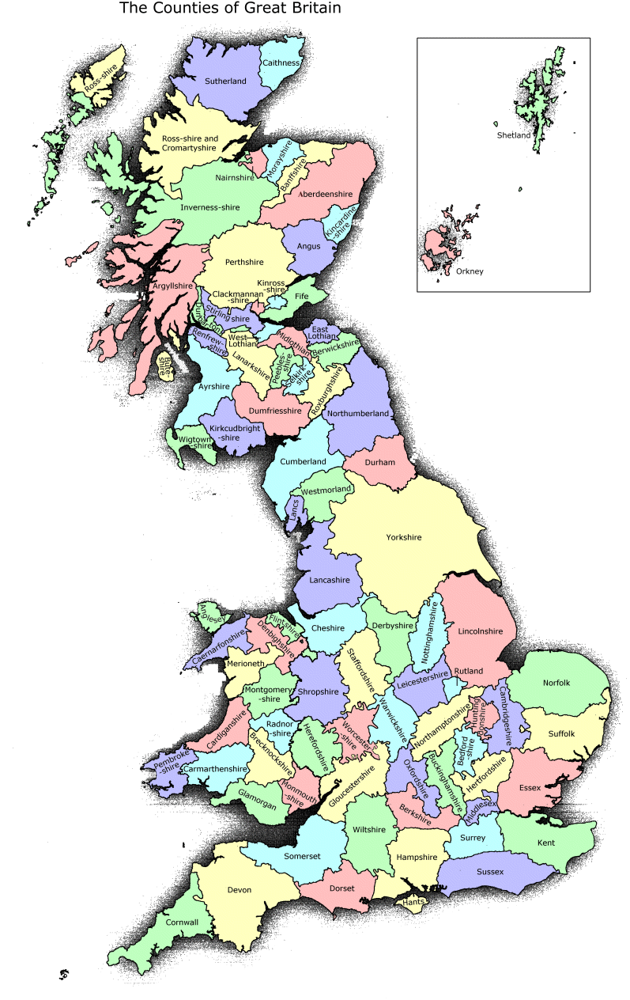 The Counties of Great Britain
Ross-shire
Sutherland
Caithness
Shetland
Orkney
Ross-shire and
Cromartyshire
Nairnshire
Morayshire
Banffshire
Aberdeenshire
Inverness-shire
Kincardine
-shire
Angus
Perthshire
Argyllshire
Kinross
-shire
Clackmannan
-shire
Fife
Stirlingshire
Renfrew
-shire
West
Lothian
Midlothian
East
Lothian
Berwickshire
Bute-
shire
Lanarkshire
Peebles-
shire
Selkirk
shire
Roxburghshire
Ayrshire
Dumfriesshire
Northumberland
Kirkcudbright
-shire
Wigtown
-shire
Cumberland
Durham
Westmorland
Lancs
Yorkshire
Lancashire
Anglesey
Flintshire
Denbighshire
Caernarfonshire
Cheshire
Derbyshire
Nottinghamshire
Lincolnshire
Merioneth
Staffordshire
Leicestershire
Rutland
Norfolk
Montgomery
-shire
Shropshire
Warwickshire
Northamptonshire
Hunting
donshire
Cambridgeshire
Suffolk
Cardiganshire
Radnor
-shire
Herefordshire
Worcester
-shire
Bedford
-shire
Pembroke
-shire
Carmarthenshire
Brecknockshire
Gloucestershire
Oxfordshire
Buckinghamshire
Hertfordshire
Essex
Glamorgan
Monmouth
-shire
Berkshire
Middlesex
Wiltshire
Surrey
Kent
Somerset
Hampshire
Sussex
Devon
Dorset
Hants
Cornwall